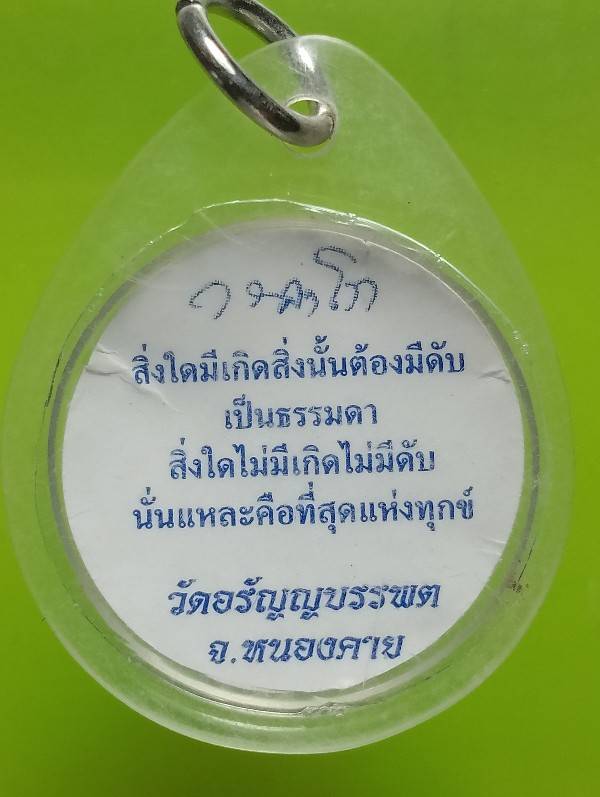 สิ่งใดมีเกิดสิ่งนั้นต้องมีดับ
เป็นธรรมดา
สิ่งใดไม่มีเกิดไม่มีดับ
นั่นแหละคือที่สุดแห่งทุกข์
วัดอรัญญบรรพต
จ.หนองคาย